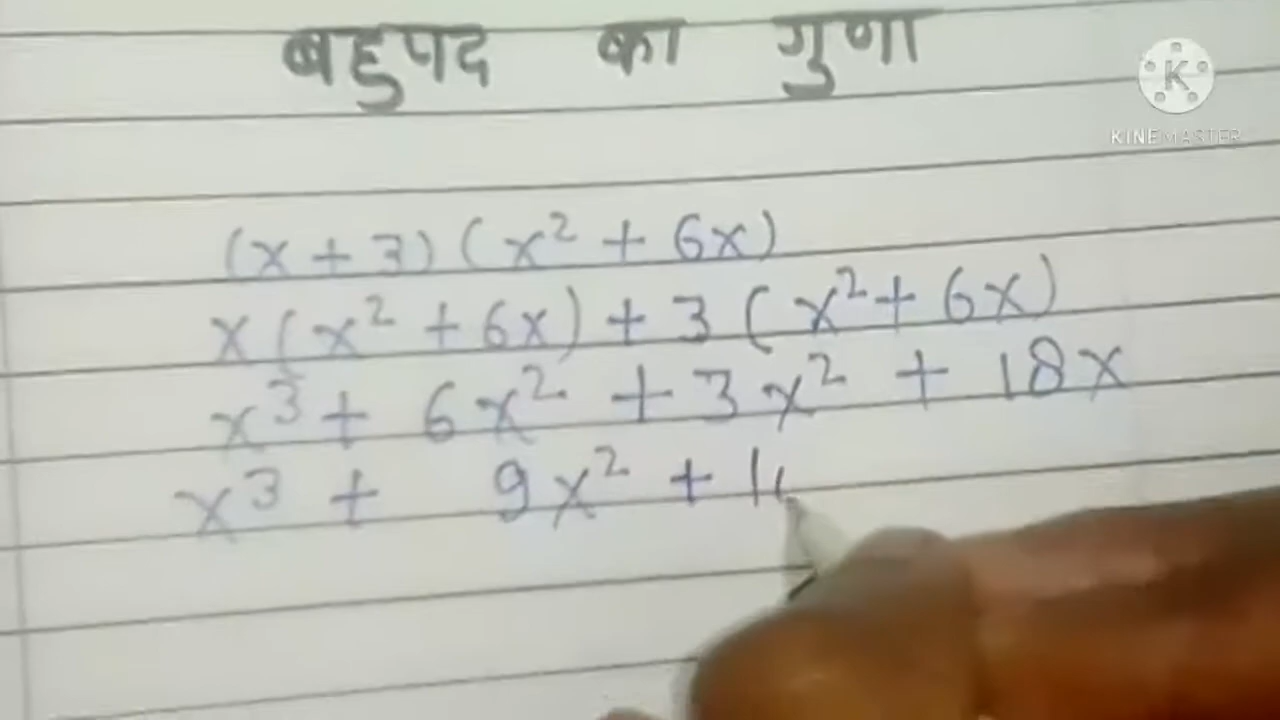 बहुपद का गुणा
KINEMASTER
(x + 3) (x² + 6x)
x(x² + 6x) + 3 (x² + 6x)
x³ + 6x² + 3x² + 18x
x³ + 9x² + 1